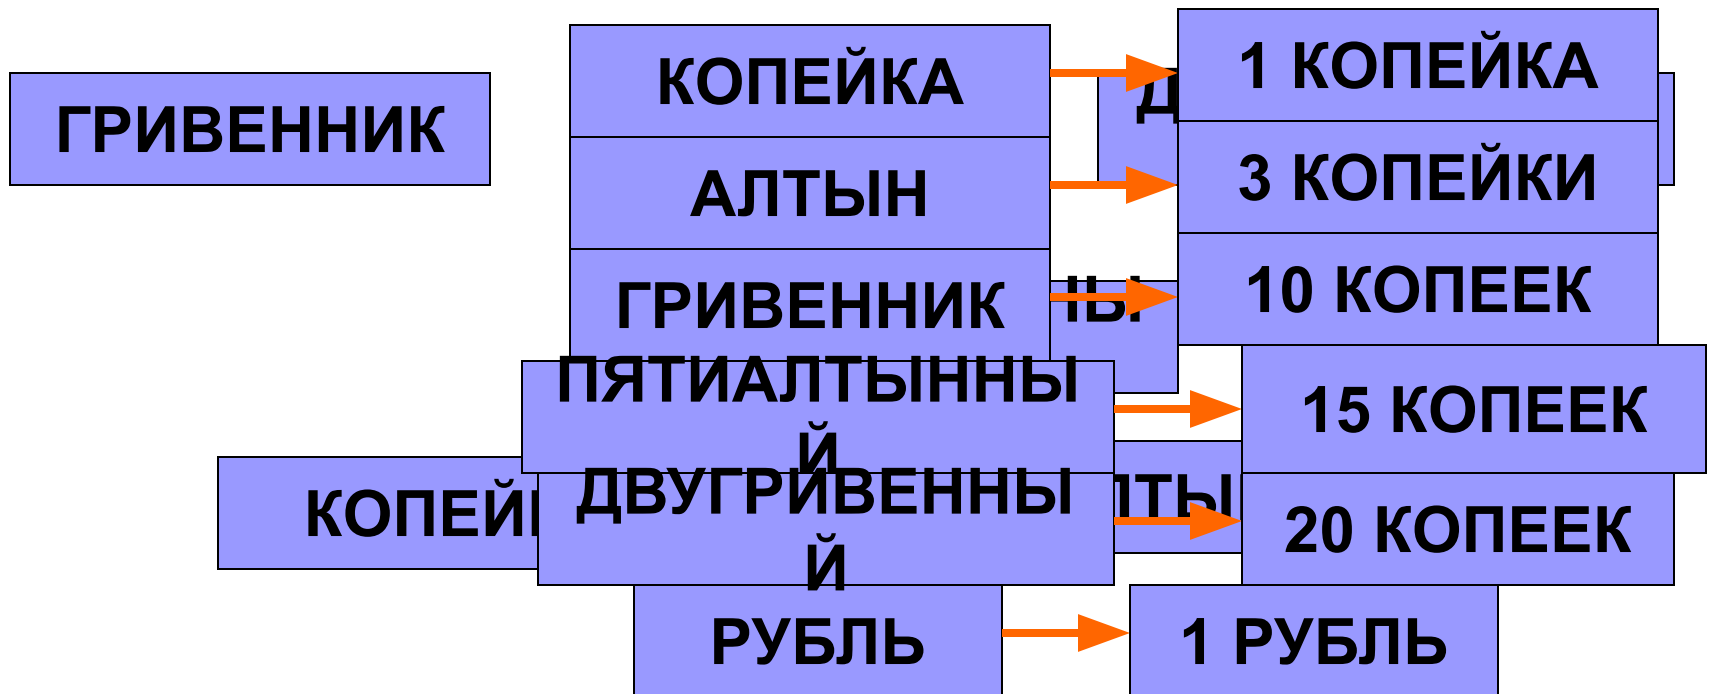 КОПЕЙКА
1 КОПЕЙКА
ГРИВЕННИК
АЛТЫН
3 КОПЕЙКИ
ГРИВЕННИК
10 КОПЕЕК
ПЯТИАЛТЫННЫ
Й
15 КОПЕЕК
ДВУГРИВЕННЫ
Й
20 КОПЕЕК
РУБЛЬ
1 РУБЛЬ